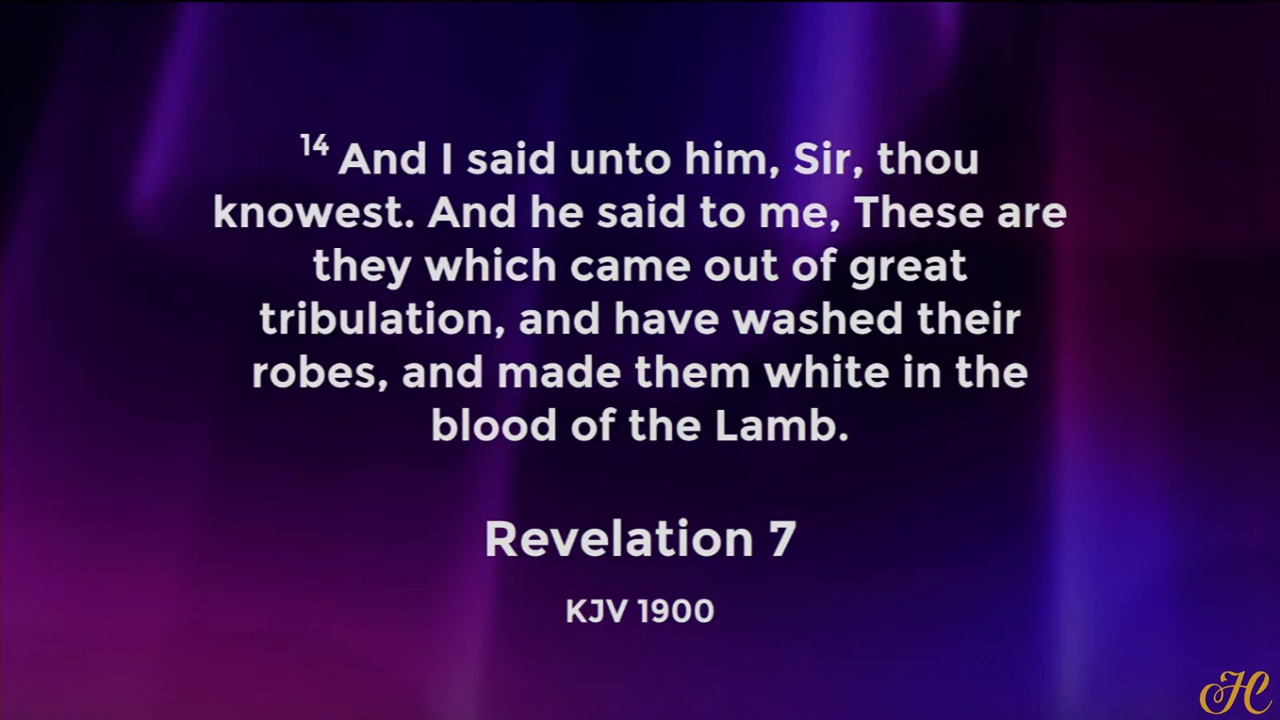 14 And I said unto him, Sir, thou
knowest. And he said to me, These are
they which came out of great
tribulation, and have washed their
robes, and made them white in the
blood of the Lamb.
Revelation 7
KJV 1900
HC